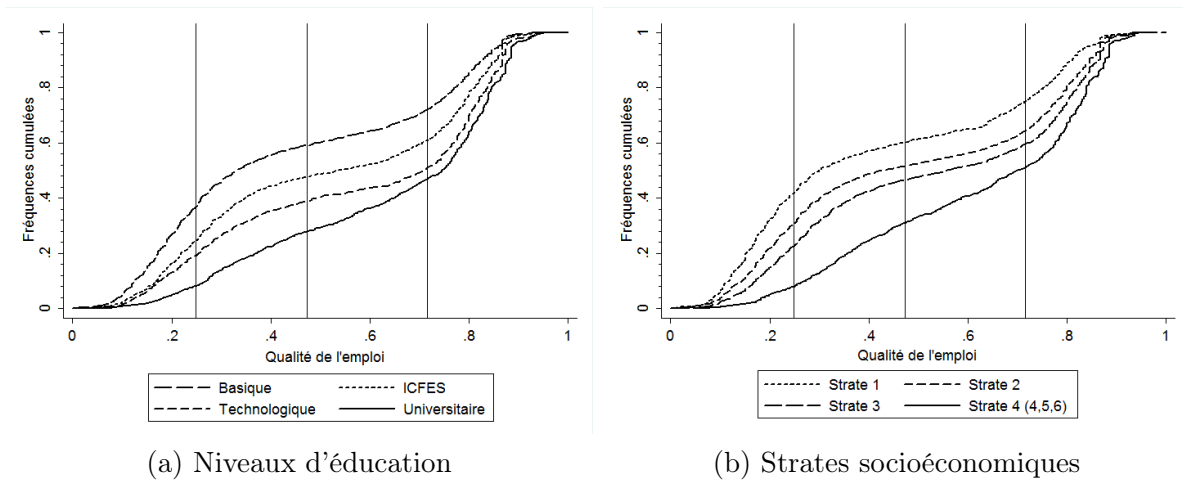 Fréquences cumulées
1
.8
.6
.4
.2
0
0 .2 .4 .6 .8 1
Qualité de l'emploi
Basique ICFES
Technologique Universitaire
(a) Niveaux d'éducation
Fréquences cumulées
1
.8
.6
.4
.2
0
0 .2 .4 .6 .8 1
Qualité de l'emploi
Strate 1 Strate 2
Strate 3 Strate 4 (4,5,6)
(b) Strates socioéconomiques